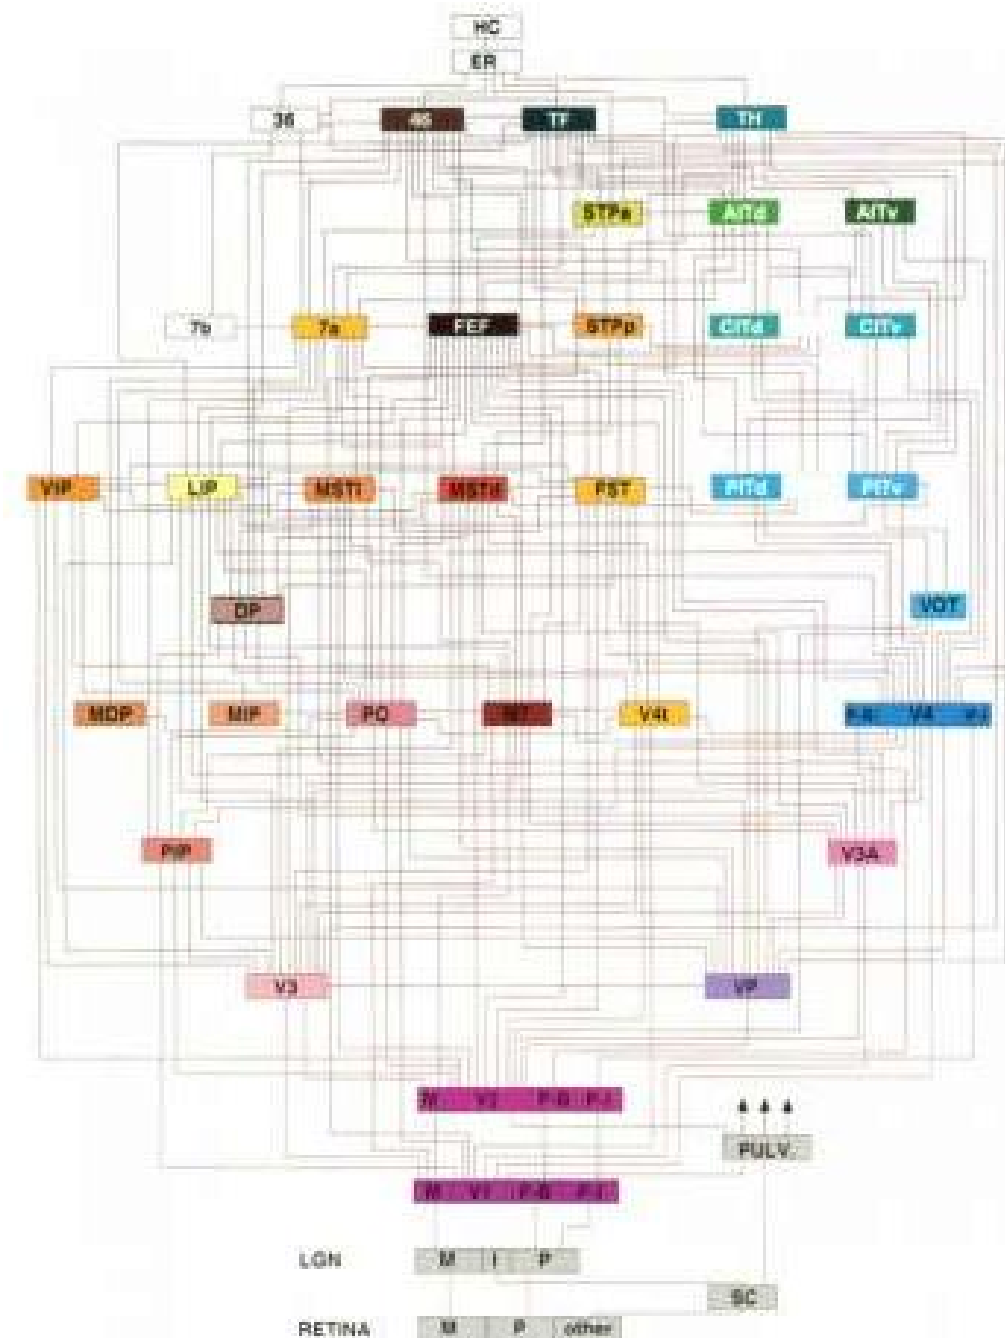 HC
ER
36 46 TF TH
STPa AITd AITv
7b 7a FEF STPp CITd CITv
VIP LIP MSTl MSTd FST PITd PITv
DP VOT
MDP MIP PO MT V4t V4
PIP V3A
V3 VP
M V2 P-B P-I
PULV.
M V1 P-B P-I
LGN M I P
SC
RETINA M P other